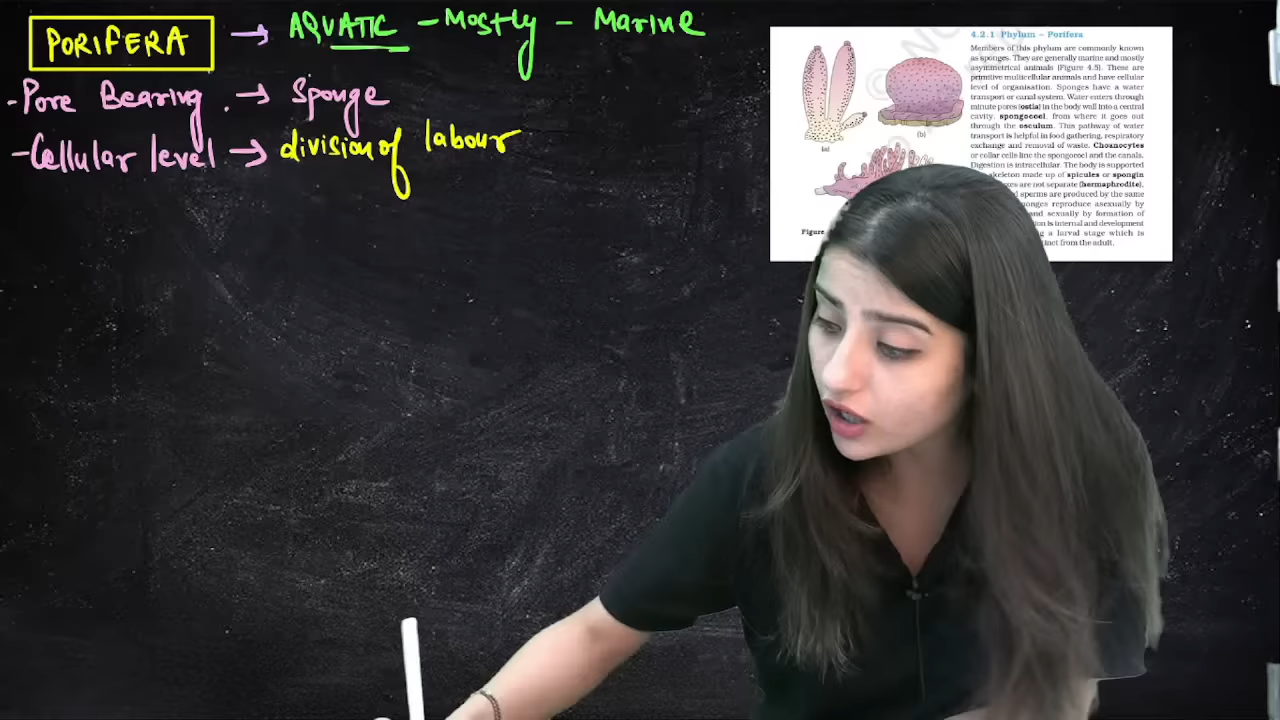 PORIFERA → AQUATIC - Mostly - Marine
- Pore Bearing → Sponge
- Cellular level → division of labour
4.2.1 Phylum – Porifera
Members of this phylum are commonly known
as sponges. They are generally marine and mostly
asymmetrical animals (Figure 4.5). These are
primitive multicellular animals and have cellular
level of organisation. Sponges have a water
transport or canal system. Water enters through
minute pores (ostia) in the body wall into a central
cavity, spongocoel, from where it goes out
through the osculum. This pathway of water
transport is helpful in food gathering, respiratory
exchange and removal of waste. Choanocytes
or collar cells line the spongocoel and the canals.
Digestion is intracellular. The body is supported
skeleton made up of spicules or spongin
are not separate (hermaphrodite),
sperms are produced by the same
reproduce asexually by
and sexually by formation of
is internal and development
a larval stage which is
from the adult.
(a)
(b)
Figure